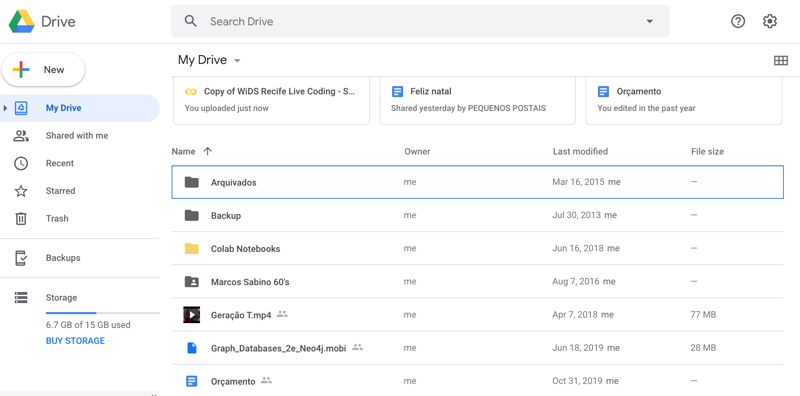 Drive
Search Drive
New
My Drive
My Drive
Shared with me
Recent
Starred
Trash
Backups
Storage
6.7 GB of 15 GB used
BUY STORAGE
Copy of WiDS Recife Live Coding - S...
You uploaded just now
Feliz natal
Shared yesterday by PEQUENOS POSTAIS
Orçamento
You edited in the past year
Name Owner Last modified File size
Arquivados me Mar 16, 2015 me —
Backup me Jul 30, 2013 me —
Colab Notebooks me Jun 16, 2018 me —
Marcos Sabino 60's me Aug 7, 2016 me —
Geração T.mp4 me Apr 7, 2018 me 77 MB
Graph_Databases_2e_Neo4j.mobi me Jun 18, 2019 me 28 MB
Orçamento me Oct 31, 2019 me —